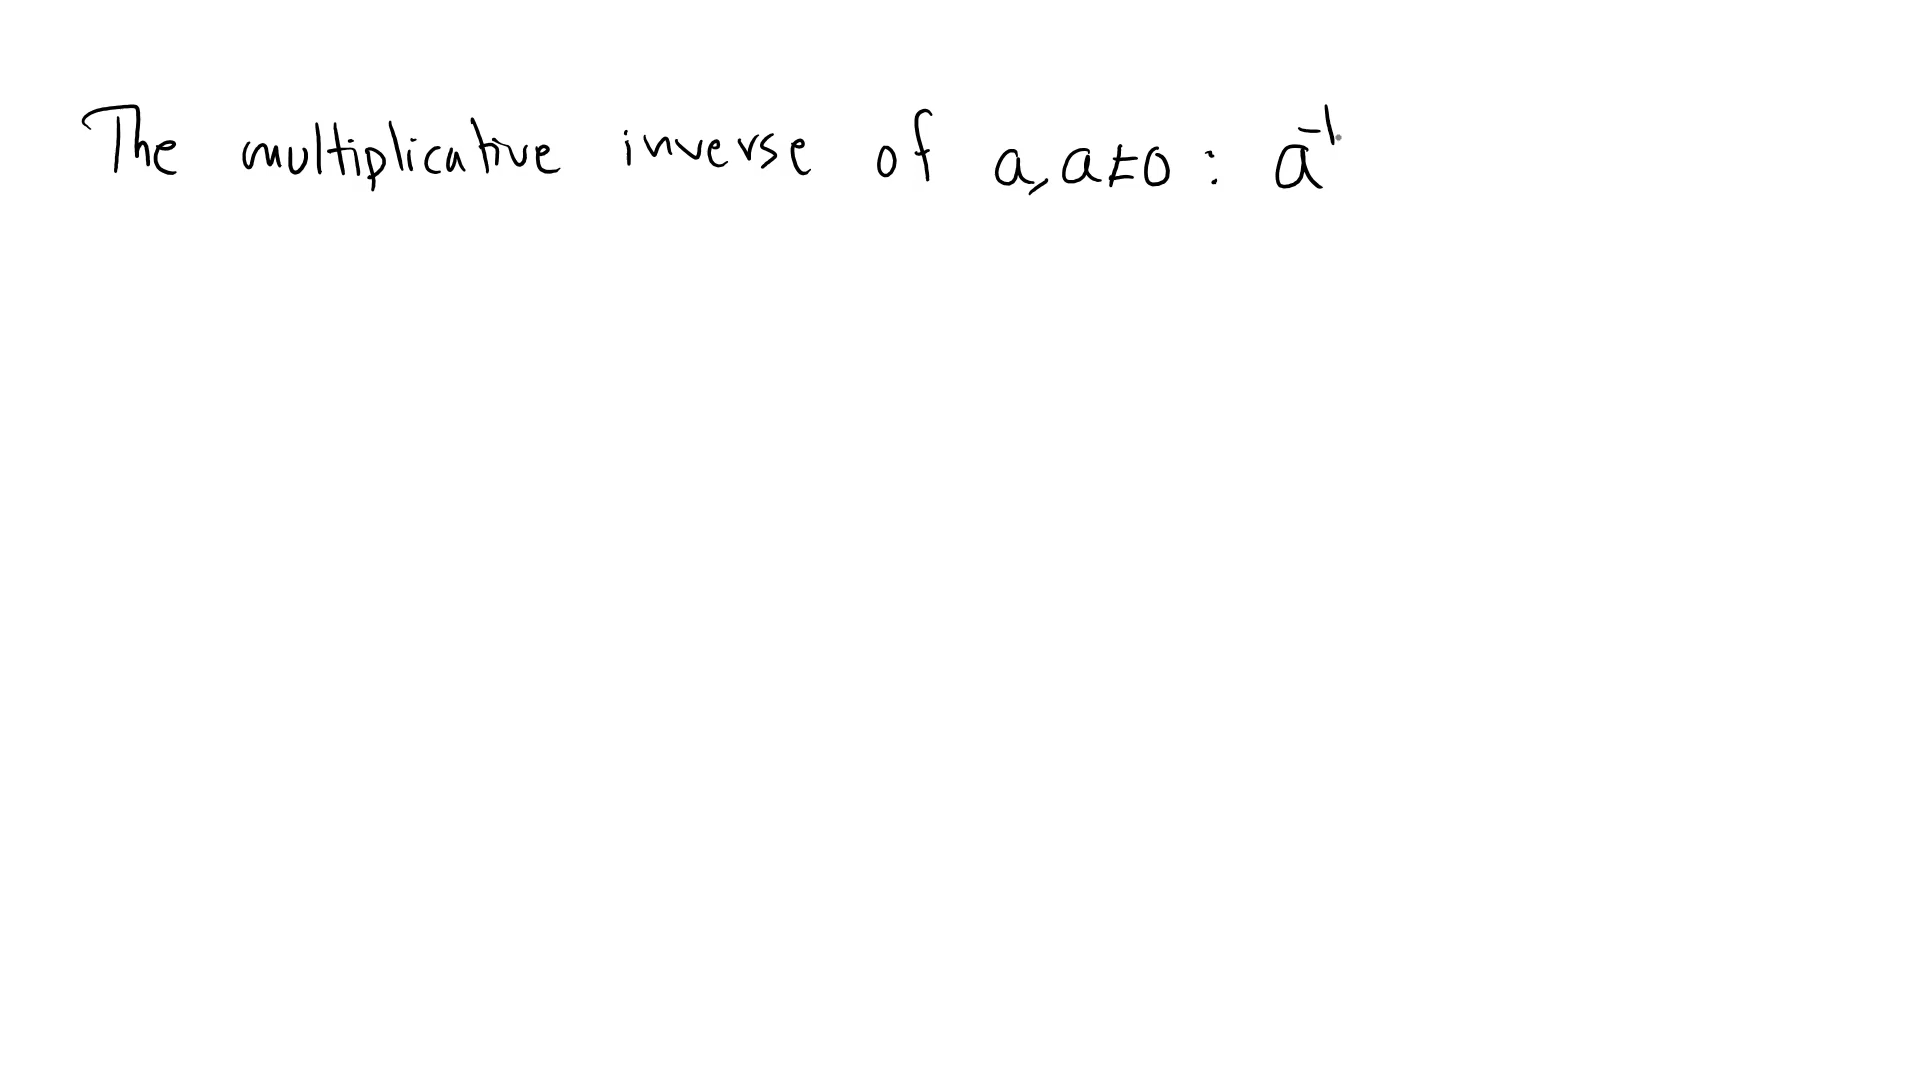 The multiplicative inverse of a, a≠0 : a⁻¹